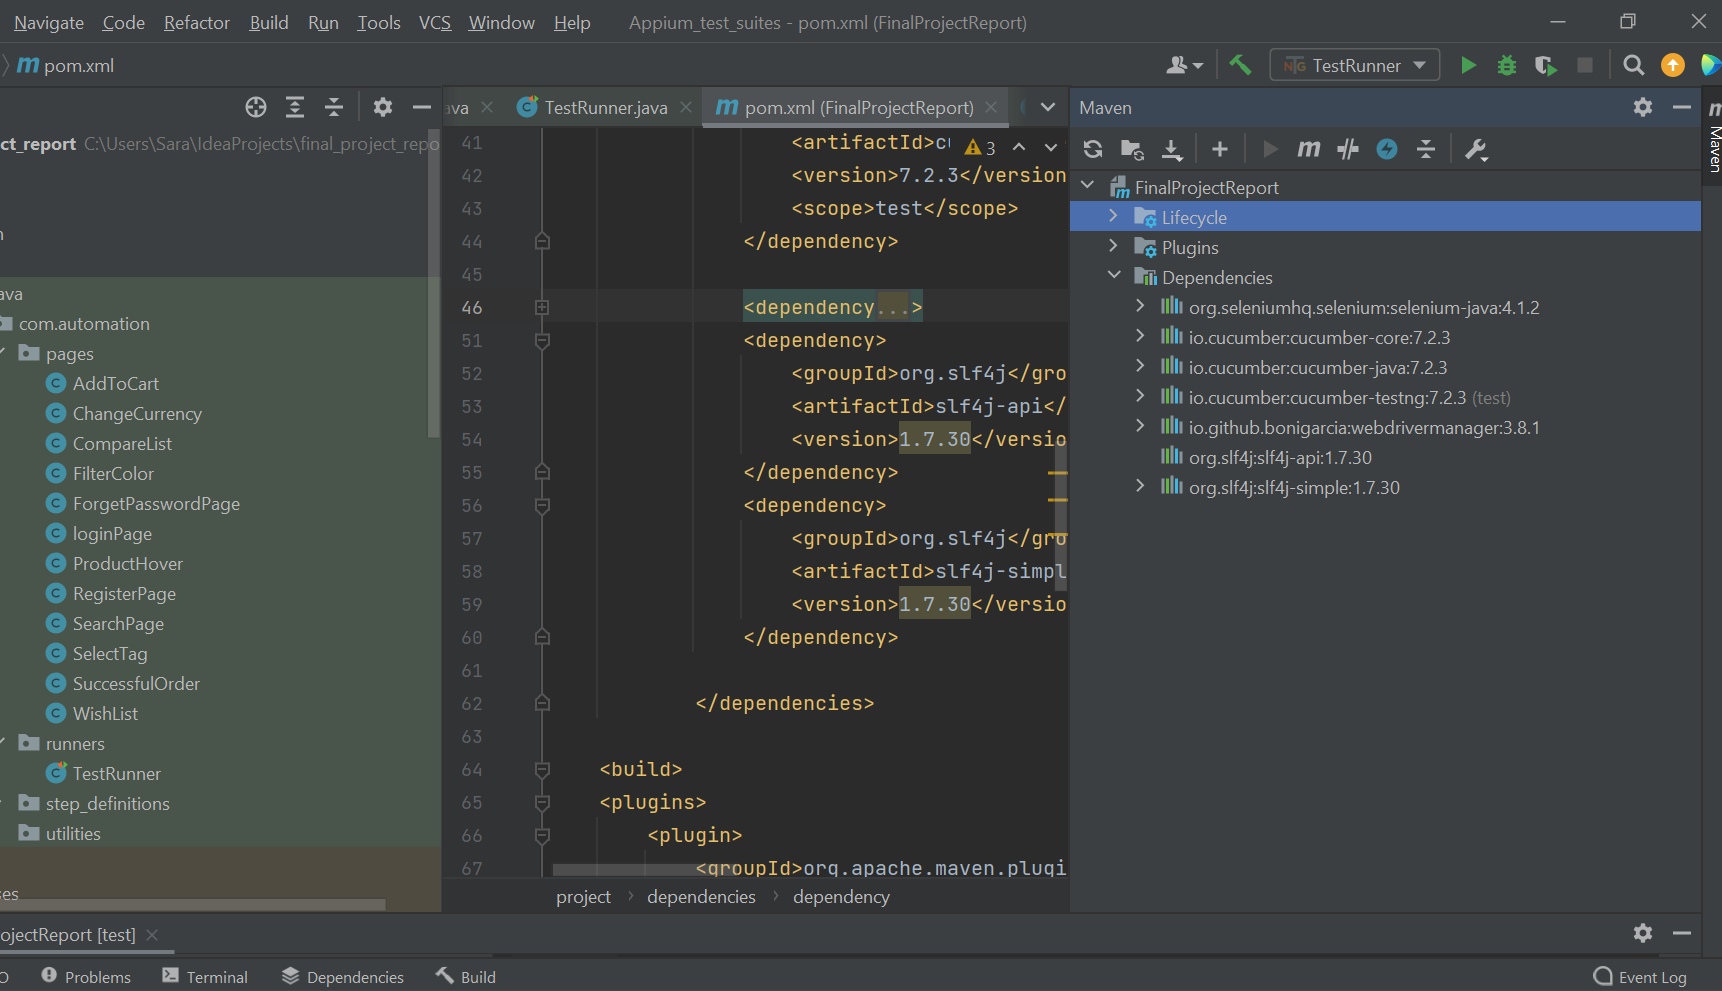 Navigate Code Refactor Build Run Tools VCS Window Help Appium_test_suites - pom.xml (FinalProjectReport)
m pom.xml
TestRunner
ct_report C:\Users\Sara\IdeaProjects\final_project_repo
ava
com.automation
pages
AddToCart
ChangeCurrency
CompareList
FilterColor
ForgetPasswordPage
loginPage
ProductHover
RegisterPage
SearchPage
SelectTag
SuccessfulOrder
WishList
runners
TestRunner
step_definitions
utilities
ses
ava TestRunner.java m pom.xml (FinalProjectReport)
3
41 <artifactId>c
42 <version>7.2.3</version
43 <scope>test</scope>
44 </dependency>
45
46 <dependency...>
51 <dependency>
52 <groupId>org.slf4j</gro
53 <artifactId>slf4j-api</
54 <version>1.7.30</versio
55 </dependency>
56 <dependency>
57 <groupId>org.slf4j</gro
58 <artifactId>slf4j-simpl
59 <version>1.7.30</versio
60 </dependency>
61
62 </dependencies>
63
64 <build>
65 <plugins>
66 <plugin>
67 <groupId>org.apache.maven.plugi
project › dependencies › dependency
Maven
m
FinalProjectReport
Lifecycle
Plugins
Dependencies
org.seleniumhq.selenium:selenium-java:4.1.2
io.cucumber:cucumber-core:7.2.3
io.cucumber:cucumber-java:7.2.3
io.cucumber:cucumber-testng:7.2.3 (test)
io.github.bonigarcia:webdrivermanager:3.8.1
org.slf4j:slf4j-api:1.7.30
org.slf4j:slf4j-simple:1.7.30
Maven
ojectReport [test]
Problems Terminal Dependencies Build Event Log